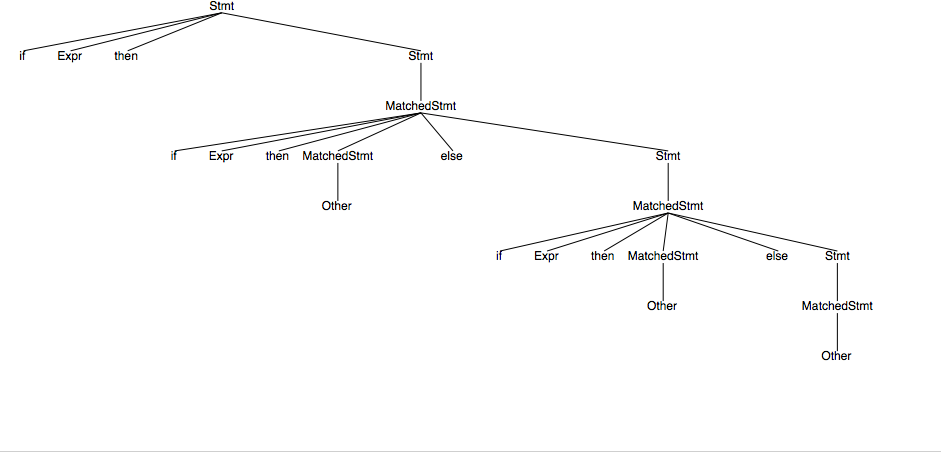 Stmt
if Expr then Stmt
MatchedStmt
if Expr then MatchedStmt else Stmt
Other MatchedStmt
if Expr then MatchedStmt else Stmt
Other MatchedStmt
Other